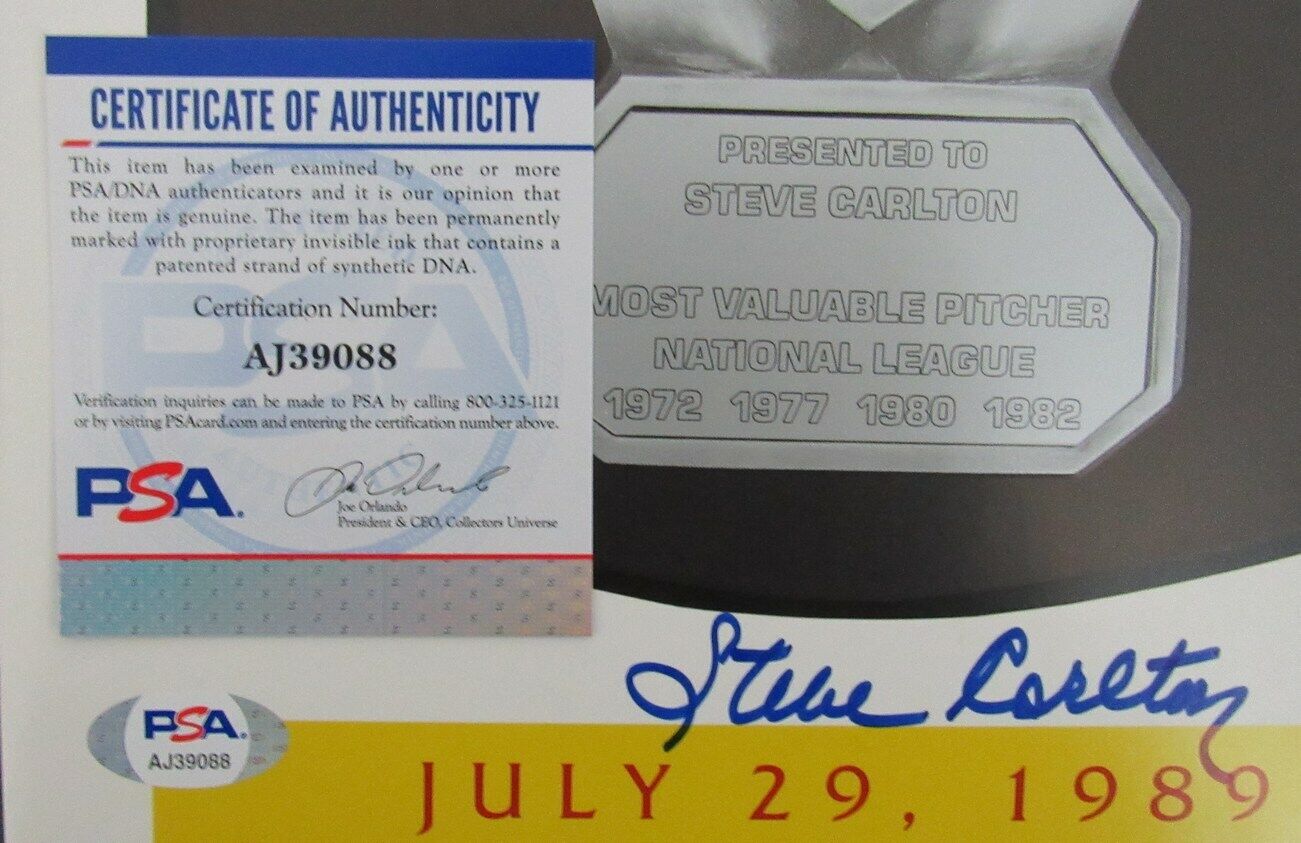 CERTIFICATE OF AUTHENTICITY
This item has been examined by one or more
PSA/DNA authenticators and it is our opinion that
the item is genuine. The item has been permanently
marked with proprietary invisible ink that contains a
patented strand of synthetic DNA.
Certification Number:
AJ39088
Verification inquiries can be made to PSA by calling 800-325-1121
or by visiting PSAcard.com and entering the certification number above.
PSA
Joe Orlando
President & CEO, Collectors Universe
PRESENTED TO
STEVE CARLTON
MOST VALUABLE PITCHER
NATIONAL LEAGUE
1972 1977 1980 1982
Steve Carlton
PSA
AJ39088
JULY 29, 1989